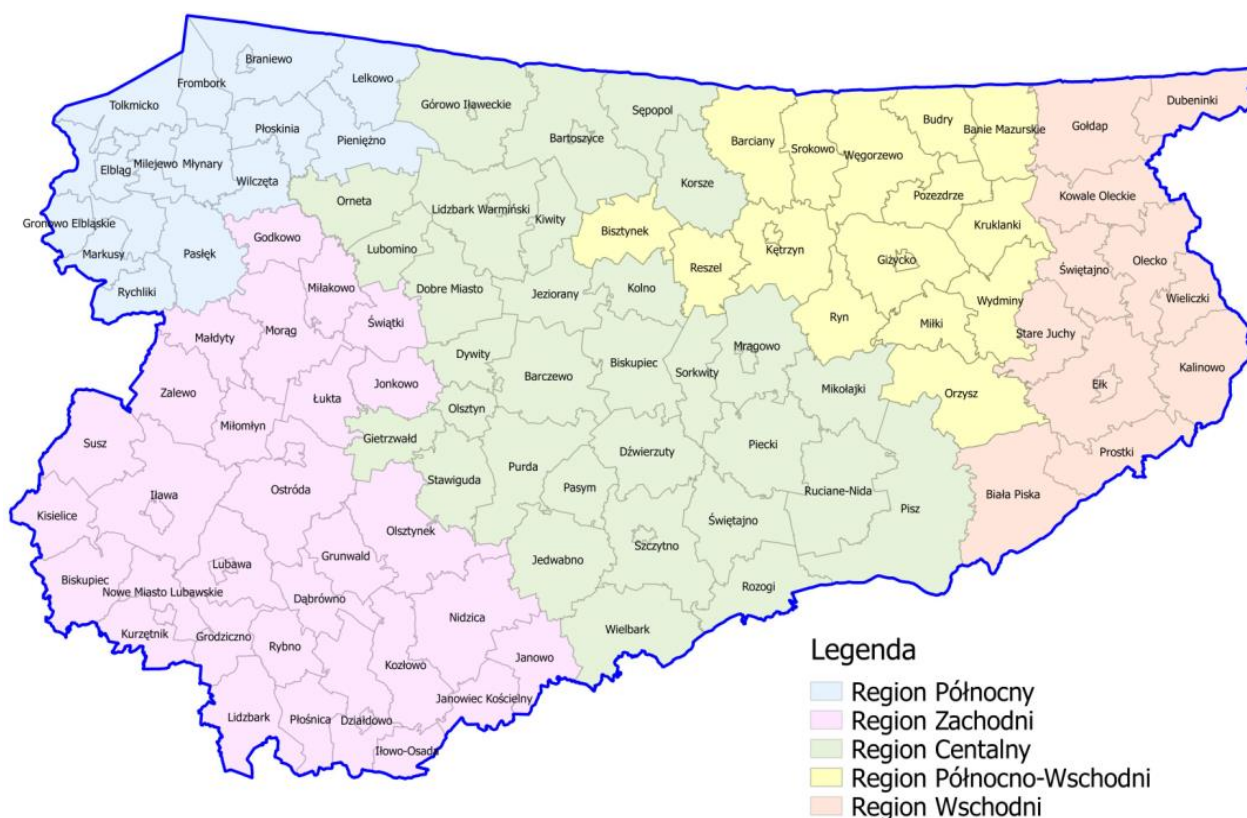 Braniewo
Lelkowo
Frombork
Tolkmicko
Płoskinia
Pieniężno
Elbląg
Milejewo
Młynary
Wilczęta
Gronowo Elbląskie
Markusy
Pasłęk
Rychliki
Górowo Iławeckie
Bartoszyce
Sępopol
Korsze
Orneta
Lidzbark Warmiński
Kiwity
Lubomino
Dobre Miasto
Jeziorany
Kolno
Bisztynek
Reszel
Barciany
Srokowo
Węgorzewo
Budry
Banie Mazurskie
Pozezdrze
Kruklanki
Kętrzyn
Giżycko
Wydminy
Ryn
Miłki
Orzysz
Gołdap
Dubeninki
Kowale Oleckie
Świętajno
Olecko
Wieliczki
Stare Juchy
Ełk
Kalinowo
Prostki
Biała Piska
Godkowo
Miłakowo
Świątki
Morąg
Małdyty
Zalewo
Łukta
Jonkowo
Miłomłyn
Susz
Iława
Ostróda
Kisielice
Olsztynek
Biskupiec
Nowe Miasto Lubawskie
Lubawa
Grunwald
Dąbrówno
Kurzętnik
Grodziczno
Rybno
Nidzica
Kozłowo
Janowo
Janowiec Kościelny
Lidzbark
Płośnica
Działdowo
Iłowo-Osada
Dywity
Barczewo
Biskupiec
Sorkwity
Mrągowo
Mikołajki
Olsztyn
Gietrzwałd
Stawiguda
Purda
Dźwierzuty
Piecki
Pasym
Ruciane-Nida
Pisz
Jedwabno
Szczytno
Świętajno
Rozogi
Wielbark
Legenda
Region Północny
Region Zachodni
Region Centalny
Region Północno-Wschodni
Region Wschodni